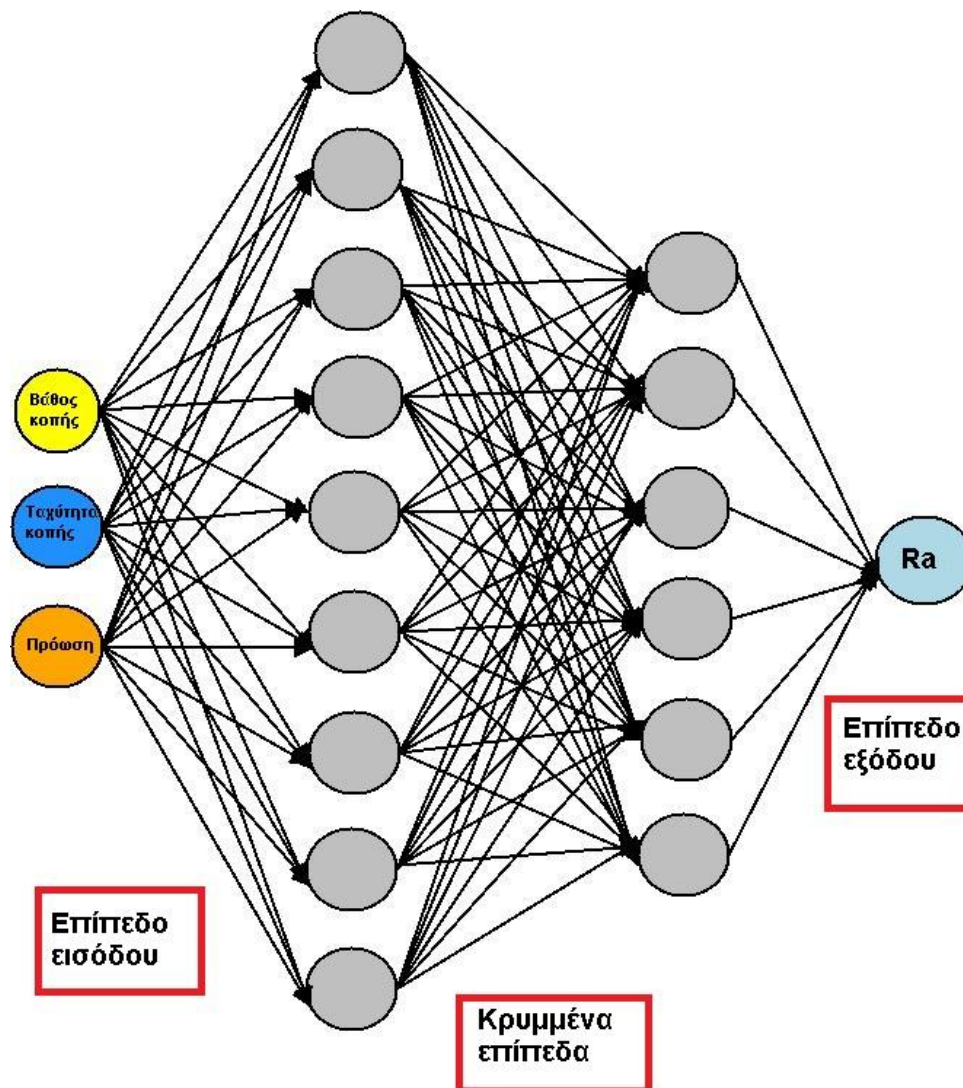 Βάθος
κοπής
Ταχύτητα
κοπής
Πρόωση
Ra
Επίπεδο
εξόδου
Επίπεδο
εισόδου
Κρυμμένα
επίπεδα